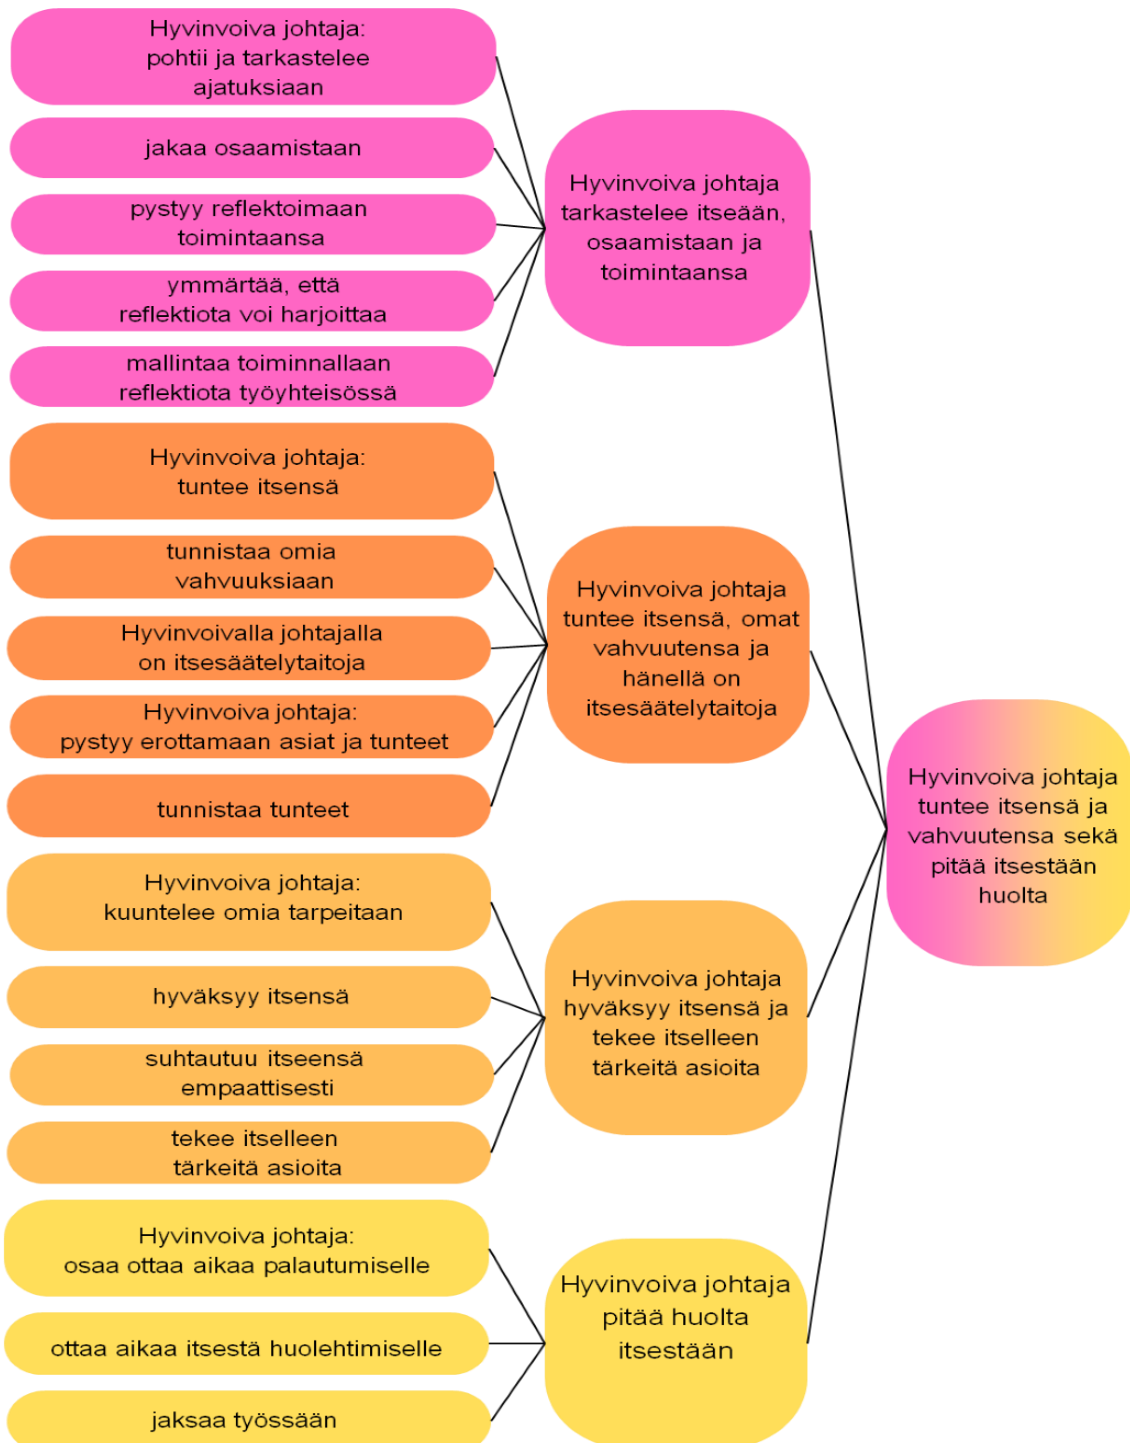 Hyvinvoiva johtaja:
pohtii ja tarkastelee
ajatuksiaan
jakaa osaamistaan
pystyy reflektoimaan
toimintaansa
ymmärtää, että
reflektiota voi harjoittaa
mallintaa toiminnallaan
reflektiota työyhteisössä
Hyvinvoiva johtaja
tarkastelee itseään,
osaamistaan ja
toimintaansa
Hyvinvoiva johtaja:
tuntee itsensä
tunnistaa omia
vahvuuksiaan
Hyvinvoivalla johtajalla
on itsesäätelytaitoja
Hyvinvoiva johtaja:
pystyy erottamaan asiat ja tunteet
tunnistaa tunteet
Hyvinvoiva johtaja
tuntee itsensä, omat
vahvuutensa ja
hänellä on
itsesäätelytaitoja
Hyvinvoiva johtaja:
kuuntelee omia tarpeitaan
hyväksyy itsensä
suhtautuu itseensä
empaattisesti
tekee itselleen
tärkeitä asioita
Hyvinvoiva johtaja
hyväksyy itsensä ja
tekee itselleen
tärkeitä asioita
Hyvinvoiva johtaja:
osaa ottaa aikaa palautumiselle
ottaa aikaa itsestä huolehtimiselle
jaksaa työssään
Hyvinvoiva johtaja
pitää huolta
itsestään
Hyvinvoiva johtaja
tuntee itsensä ja
vahvuutensa sekä
pitää itsestään
huolta